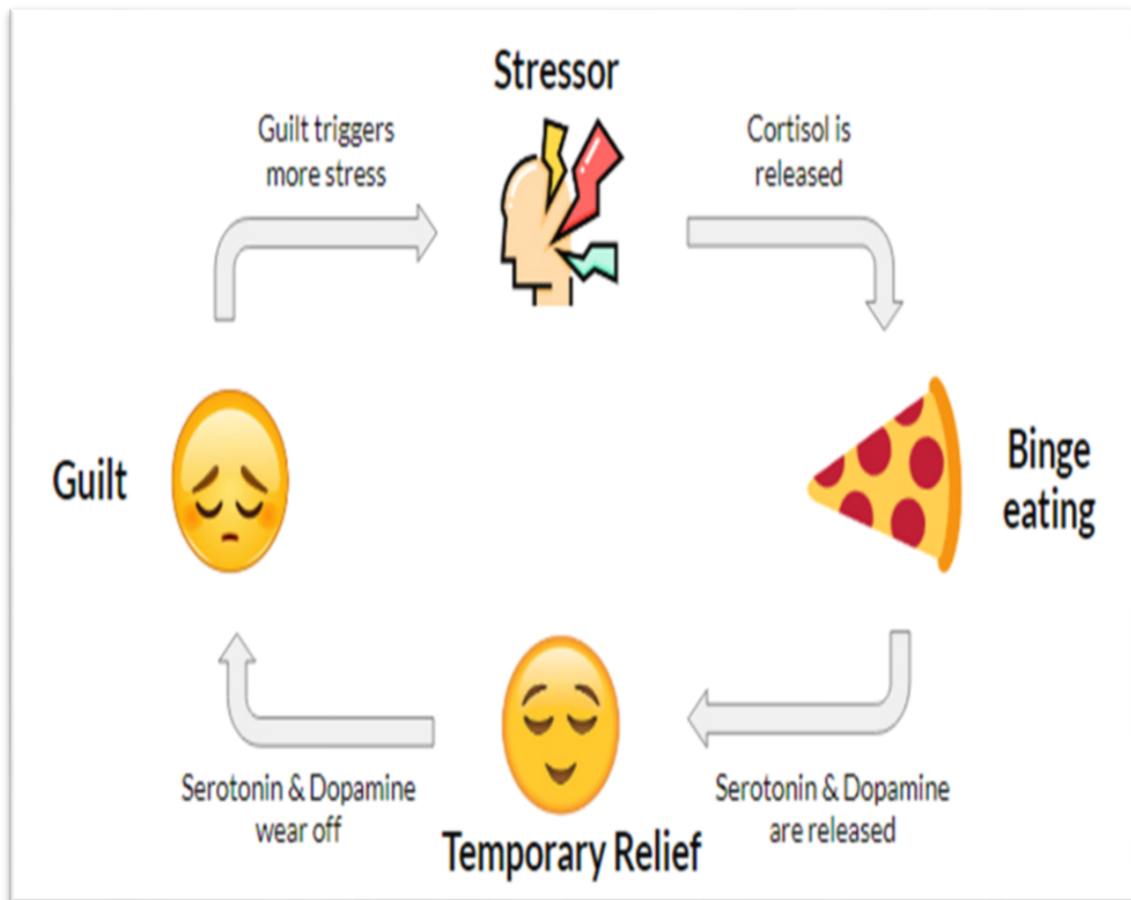 Stressor
Guilt triggers
more stress
Cortisol is
released
Guilt
Binge
eating
Serotonin & Dopamine
wear off
Serotonin & Dopamine
are released
Temporary Relief